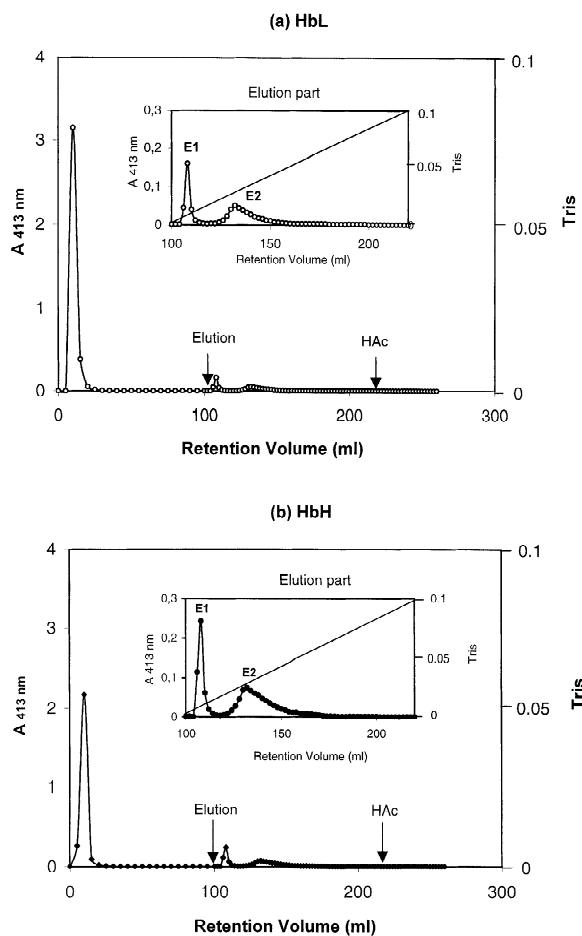 (a) HbL
4
3
2
1
0
A 413 nm
0.1
0.05
0
Tris
Elution part
0,3
0,2
0,1
0
A 413 nm
E1
E2
0.1
0.05
0
Tris
100
150
200
Retention Volume (ml)
Elution
HAc
0
100
200
300
Retention Volume (ml)
(b) HbH
4
3
2
1
0
A 413 nm
0.1
0.05
0
Tris
Elution part
0,3
0,2
0,1
0
A 413 nm
E1
E2
0.1
0.05
0
Tris
100
150
200
Retention Volume (ml)
Elution
HAc
0
100
200
300
Retention Volume (ml)